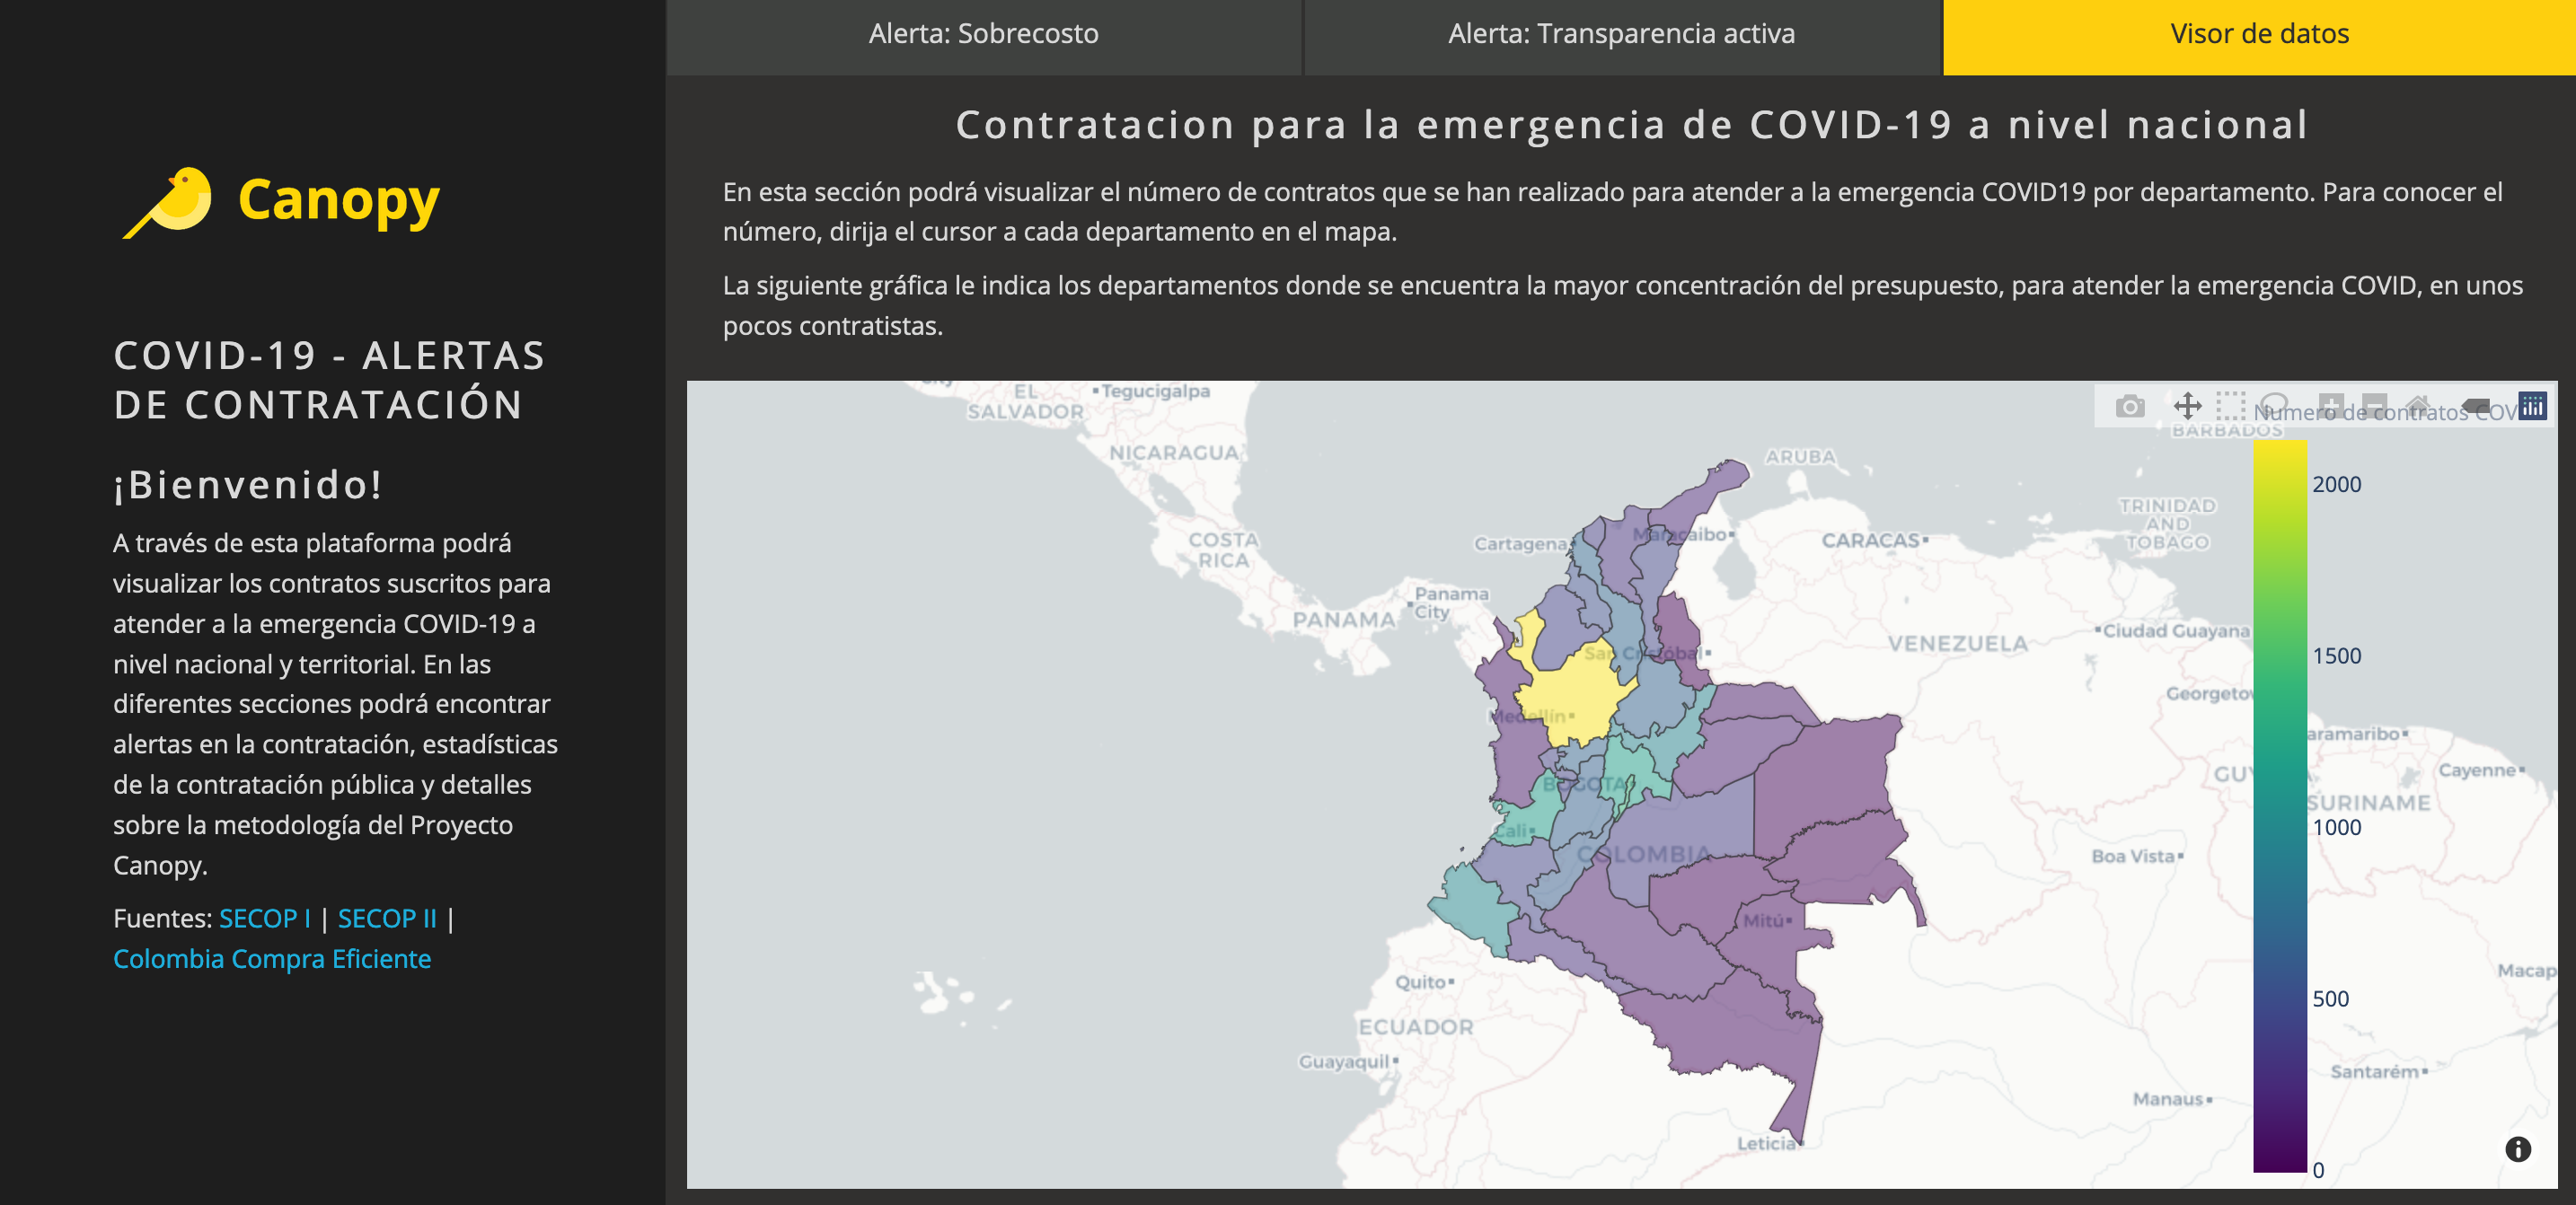 Alerta: Sobrecosto
Alerta: Transparencia activa
Visor de datos
Canopy
COVID-19 - ALERTAS
DE CONTRATACIÓN
¡Bienvenido!
A través de esta plataforma podrá
visualizar los contratos suscritos para
atender a la emergencia COVID-19 a
nivel nacional y territorial. En las
diferentes secciones podrá encontrar
alertas en la contratación, estadísticas
de la contratación pública y detalles
sobre la metodología del Proyecto
Canopy.
Fuentes: SECOP I | SECOP II |
Colombia Compra Eficiente
Contratacion para la emergencia de COVID-19 a nivel nacional
En esta sección podrá visualizar el número de contratos que se han realizado para atender a la emergencia COVID19 por departamento. Para conocer el
número, dirija el cursor a cada departamento en el mapa.
La siguiente gráfica le indica los departamentos donde se encuentra la mayor concentración del presupuesto, para atender la emergencia COVID, en unos
pocos contratistas.
City
EL
SALVADOR
Tegucigalpa
NICARAGUA
COSTA
RICA
PANAMA
Panama
City
Cartagena
ARUBA
Maracaibo
CARACAS
BARBADOS
TRINIDAD
AND
TOBAGO
San Cristóbal
VENEZUELA
Ciudad Guayana
Georgetow
Medellín
BOGOTA
Cali
COLOMBIA
Mitú
aramaribo
GUY
SURINAME
Cayenne
Boa Vista
Quito
ECUADOR
Guayaquil
Leticia
Manaus
Santarém
Macap
Numero de contratos COV
2000
1500
1000
500
0